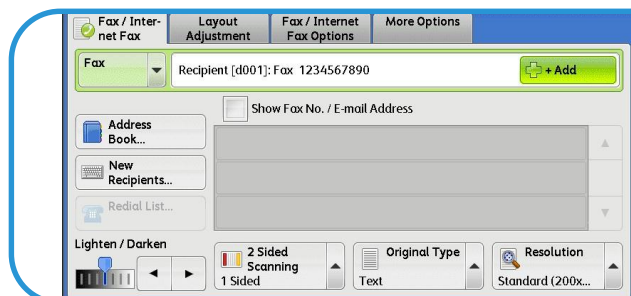 Fax / Inter-
net Fax
Layout
Adjustment
Fax / Internet
Fax Options
More Options
Fax
Recipient [d001]: Fax 1234567890
+ Add
Show Fax No. / E-mail Address
Address
Book...
New
Recipients...
Redial List...
Lighten / Darken
2 Sided
Scanning
1 Sided
Original Type
Text
Resolution
Standard (200x...